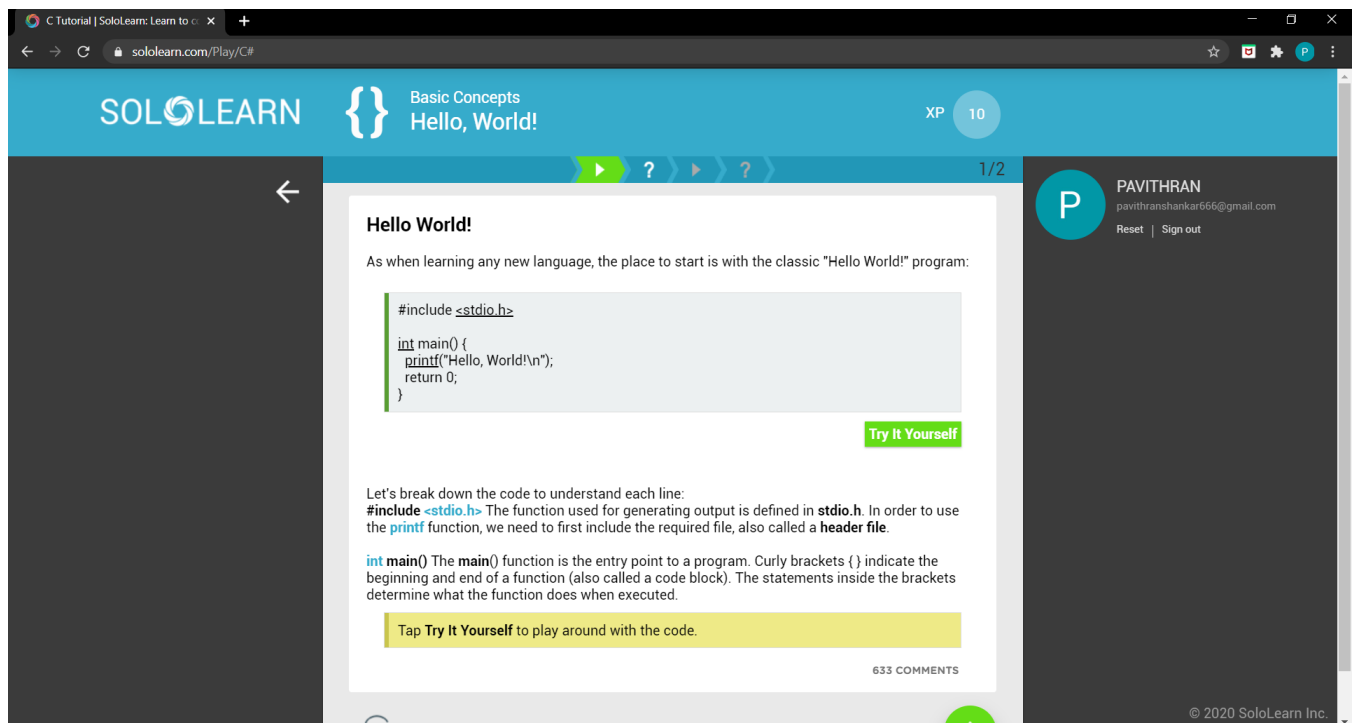 C Tutorial | SoloLearn: Learn to c
sololearn.com/Play/C#
P
SOLOLEARN
{}
Basic Concepts
Hello, World!
XP 10
? ? 1/2
P
PAVITHRAN
pavithranshankar666@gmail.com
Reset | Sign out
Hello World!
As when learning any new language, the place to start is with the classic "Hello World!" program:
#include <stdio.h>
int main() {
printf("Hello, World!\n");
return 0;
}
Try It Yourself
Let's break down the code to understand each line:
#include <stdio.h> The function used for generating output is defined in stdio.h. In order to use
the printf function, we need to first include the required file, also called a header file.
int main() The main() function is the entry point to a program. Curly brackets { } indicate the
beginning and end of a function (also called a code block). The statements inside the brackets
determine what the function does when executed.
Tap Try It Yourself to play around with the code.
633 COMMENTS
© 2020 SoloLearn Inc.